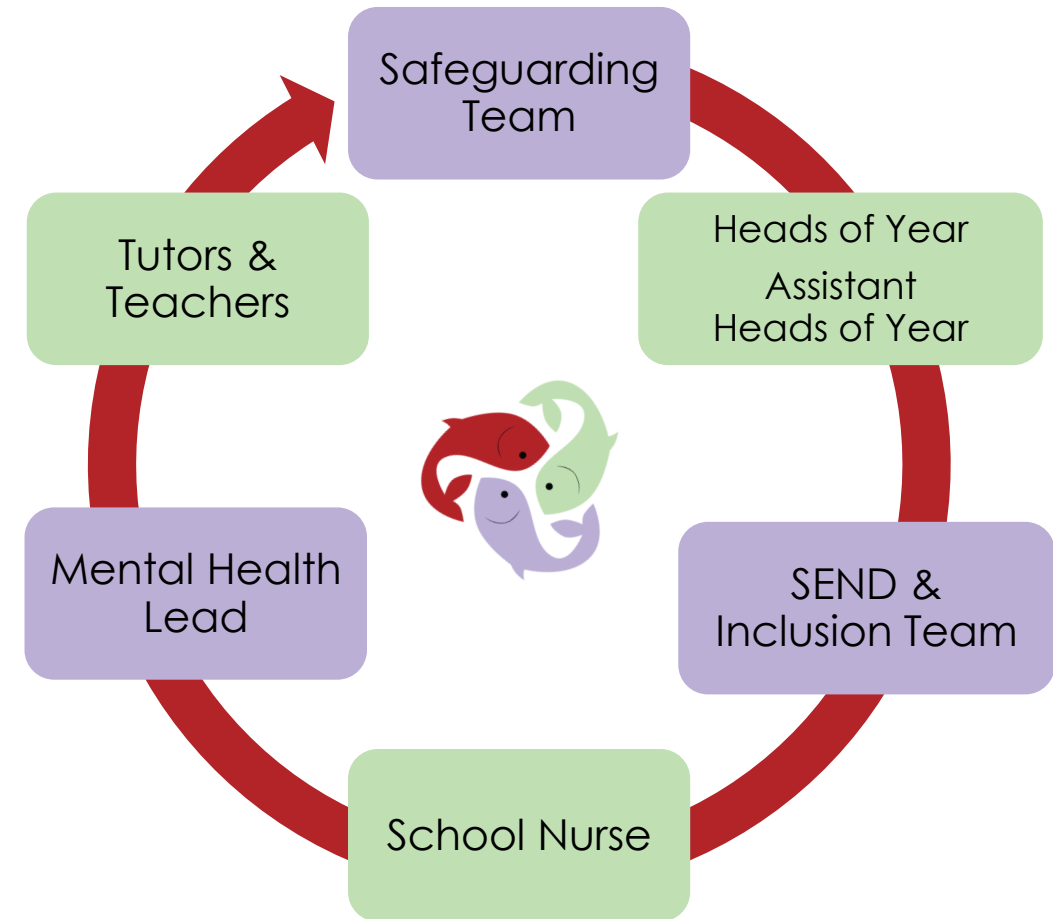 Safeguarding
Team
Heads of Year
Assistant
Heads of Year
SEND &
Inclusion Team
School Nurse
Mental Health
Lead
Tutors &
Teachers